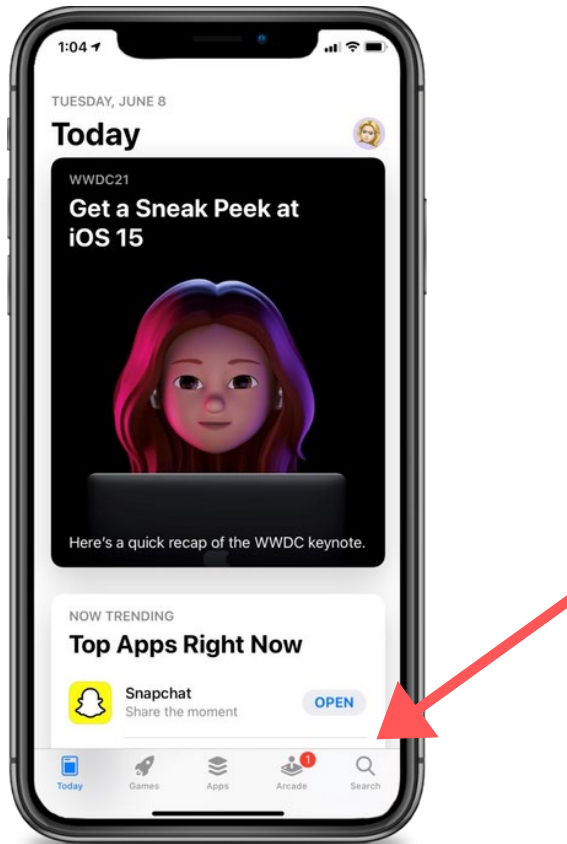 1:04
TUESDAY, JUNE 8
Today
WWDC21
Get a Sneak Peek at
iOS 15
Here's a quick recap of the WWDC keynote.
NOW TRENDING
Top Apps Right Now
Snapchat
Share the moment
OPEN
1
Today Games Apps Arcade Search